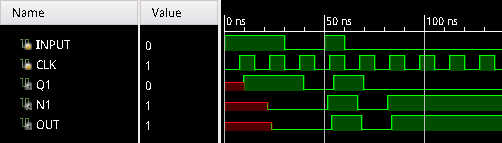 Name Value 0 ns 50 ns 100 ns
INPUT 0
CLK 1
Q1 0
N1 1
OUT 1